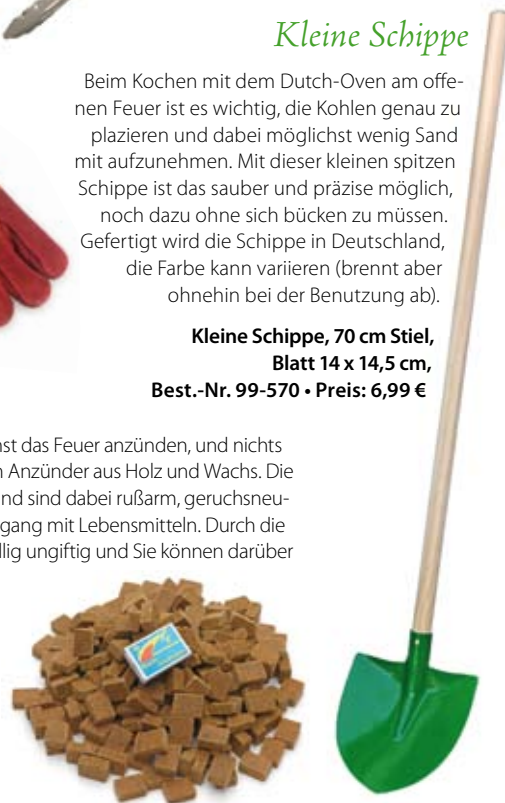 Kleine Schippe
Beim Kochen mit dem Dutch-Oven am offe-
nen Feuer ist es wichtig, die Kohlen genau zu
plazieren und dabei möglichst wenig Sand
mit aufzunehmen. Mit dieser kleinen spitzen
Schippe ist das sauber und präzise möglich,
noch dazu ohne sich bücken zu müssen.
Gefertigt wird die Schippe in Deutschland,
die Farbe kann variieren (brennt aber
ohnehin bei der Benutzung ab).
Kleine Schippe, 70 cm Stiel,
Blatt 14 x 14,5 cm,
Best.-Nr. 99-570 • Preis: 6,99 €
das Feuer anzünden, und nichts
Anzünder aus Holz und Wachs. Die
sind dabei rußarm, geruchsneu-
gang mit Lebensmitteln. Durch die
llig ungiftig und Sie können darüber